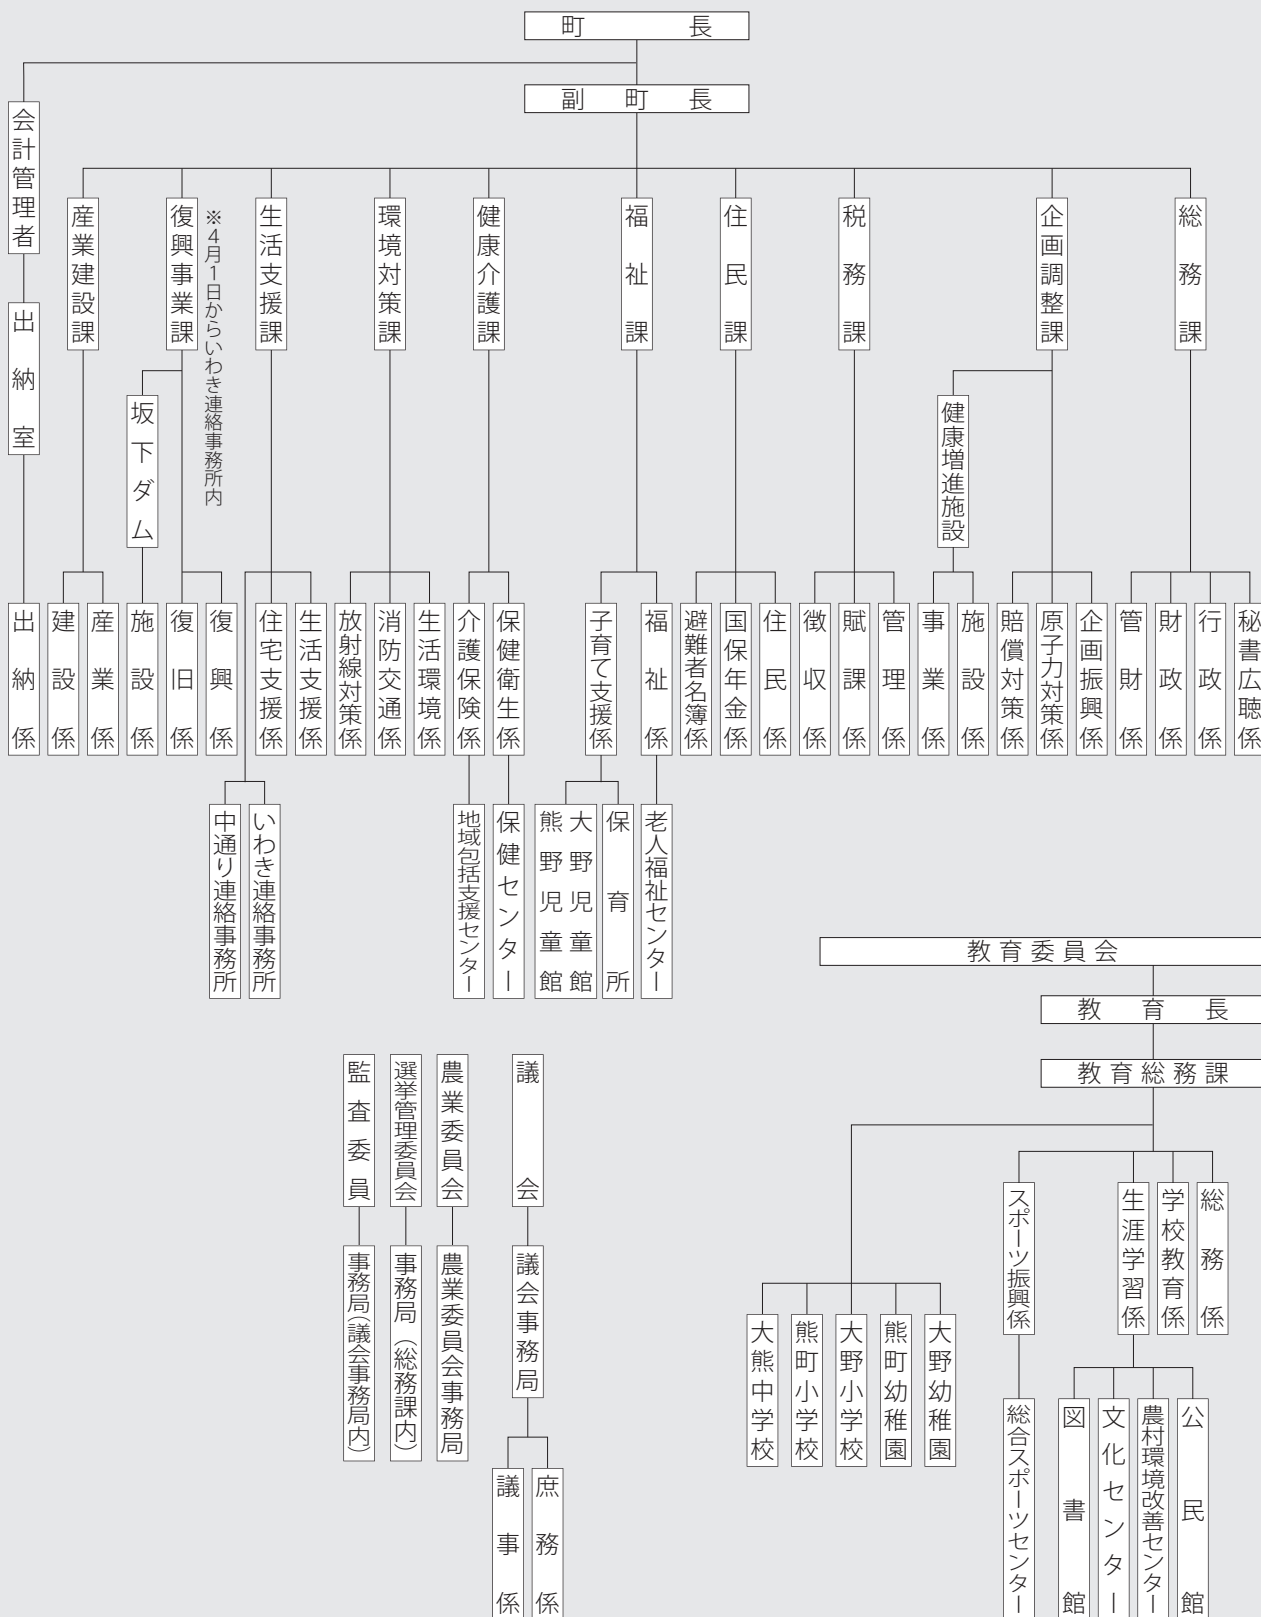 町長
副町長
会計管理者
出納室
出納係
総務課
企画調整課
税務課
住民課
福祉課
健康介護課
環境対策課
生活支援課
復興事業課
※4月1日からいわき連絡事務所内
産業建設課
健康増進施設
坂下ダム
秘書広聴係
行政係
財政係
管財係
企画振興係
原子力対策係
賠償対策係
施設係
事業係
管理係
賦課係
徴収係
住民係
国保年金係
避難者名簿係
福祉係
子育て支援係
保健衛生係
介護保険係
生活環境係
消防交通係
放射線対策係
生活支援係
住宅支援係
復興係
復旧係
施設係
産業係
建設係
老人福祉センター
保育所
大野児童館
熊野児童館
保健センター
地域包括支援センター
いわき連絡事務所
中通り連絡事務所
教育委員会
教育長
教育総務課
総務係
学校教育係
生涯学習係
スポーツ振興係
公民館
農村環境改善センター
文化センター
図書館
総合スポーツセンター
大野幼稚園
熊町幼稚園
大野小学校
熊町小学校
大熊中学校
議会
議会事務局
庶務係
議事係
農業委員会
農業委員会事務局
選挙管理委員会
事務局(総務課内)
監査委員
事務局(議会事務局内)